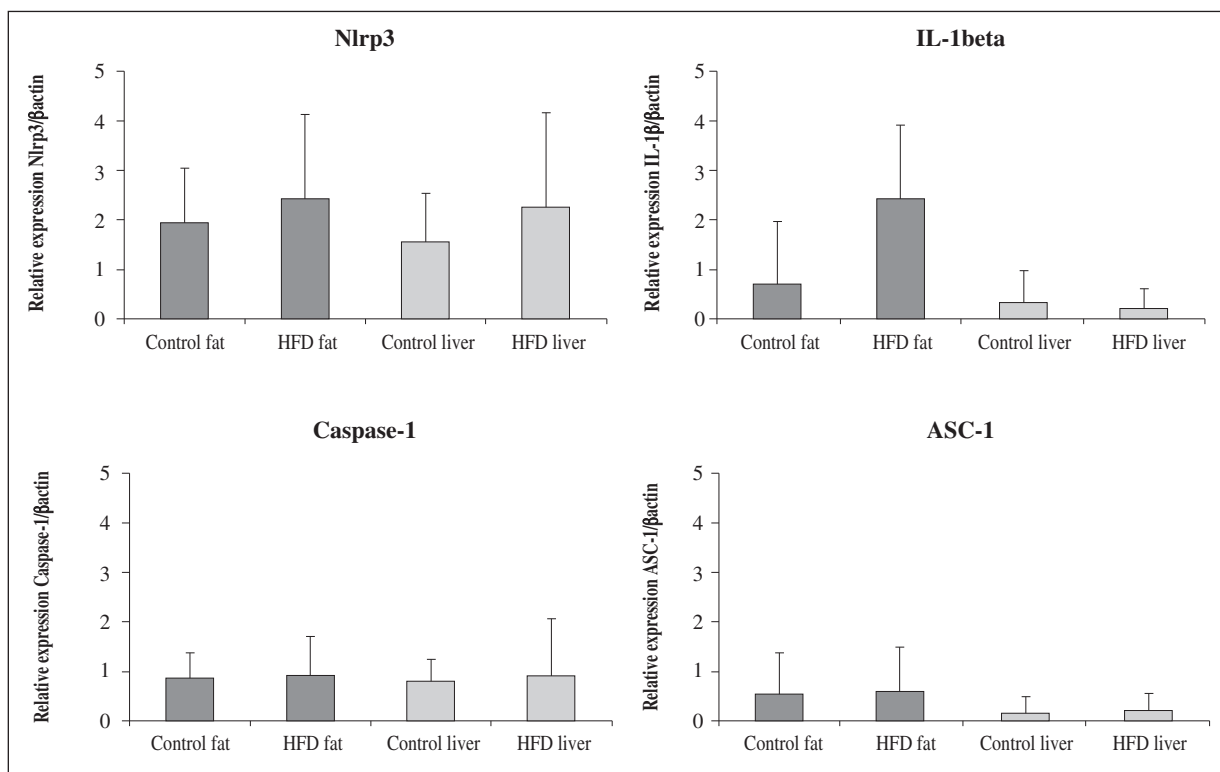 Nlrp3
Relative expression Nlrp3/βactin
5
4
3
2
1
0
Control fat
HFD fat
Control liver
HFD liver
IL-1beta
Relative expression IL-1β/βactin
5
4
3
2
1
0
Control fat
HFD fat
Control liver
HFD liver
Caspase-1
Relative expression Caspase-1/βactin
5
4
3
2
1
0
Control fat
HFD fat
Control liver
HFD liver
ASC-1
Relative expression ASC-1/βactin
5
4
3
2
1
0
Control fat
HFD fat
Control liver
HFD liver